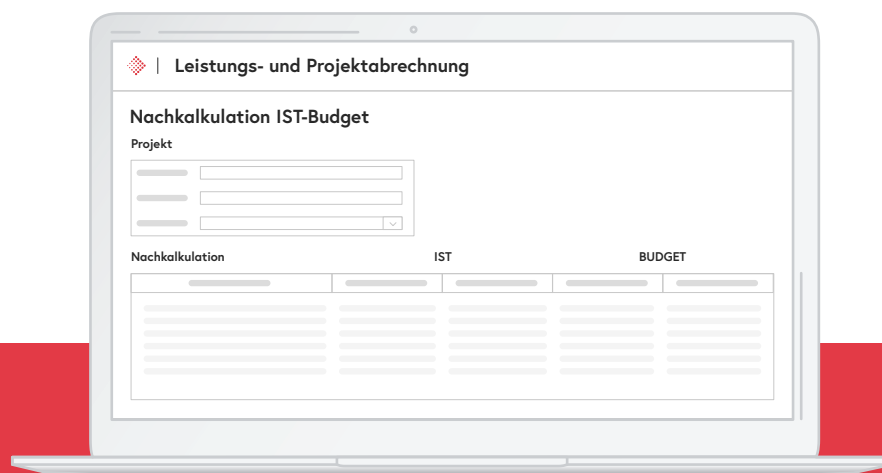 Leistungs- und Projektabrechnung
Nachkalkulation IST-Budget
Projekt
Nachkalkulation IST BUDGET